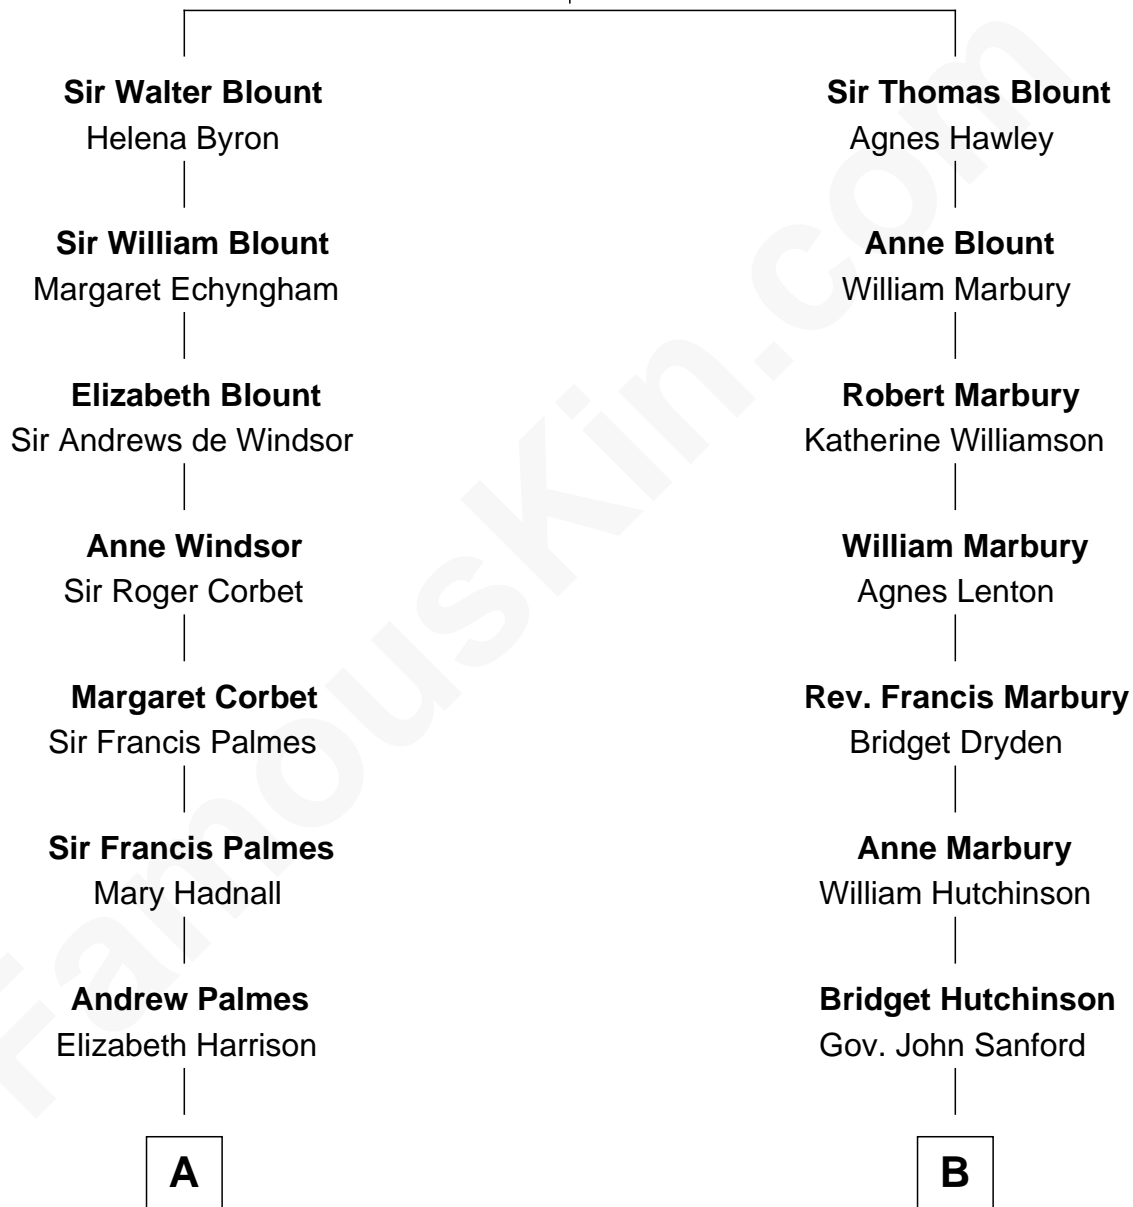 Sir Walter Blount
Helena Byron
Sir William Blount
Margaret Echyngham
Elizabeth Blount
Sir Andrews de Windsor
Anne Windsor
Sir Roger Corbet
Margaret Corbet
Sir Francis Palmes
Sir Francis Palmes
Mary Hadnall
Andrew Palmes
Elizabeth Harrison
A
Sir Thomas Blount
Agnes Hawley
Anne Blount
William Marbury
Robert Marbury
Katherine Williamson
William Marbury
Agnes Lenton
Rev. Francis Marbury
Bridget Dryden
Anne Marbury
William Hutchinson
Bridget Hutchinson
Gov. John Sanford
B
FamousKin.com